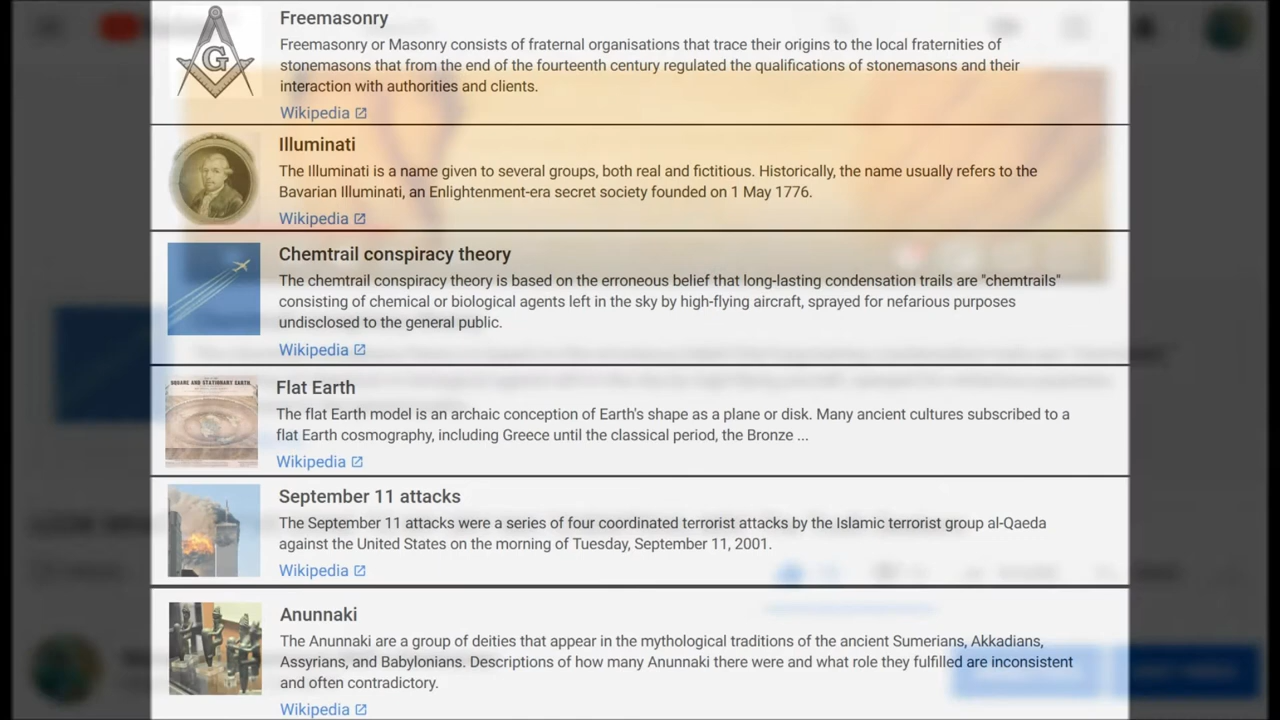 Freemasonry
Freemasonry or Masonry consists of fraternal organisations that trace their origins to the local fraternities of
stonemasons that from the end of the fourteenth century regulated the qualifications of stonemasons and their
interaction with authorities and clients.
Wikipedia
G
Illuminati
The Illuminati is a name given to several groups, both real and fictitious. Historically, the name usually refers to the
Bavarian Illuminati, an Enlightenment-era secret society founded on 1 May 1776.
Wikipedia
Chemtrail conspiracy theory
The chemtrail conspiracy theory is based on the erroneous belief that long-lasting condensation trails are "chemtrails"
consisting of chemical or biological agents left in the sky by high-flying aircraft, sprayed for nefarious purposes
undisclosed to the general public.
Wikipedia
SQUARE AND STATIONARY EARTH.
Flat Earth
The flat Earth model is an archaic conception of Earth's shape as a plane or disk. Many ancient cultures subscribed to a
flat Earth cosmography, including Greece until the classical period, the Bronze ...
Wikipedia
September 11 attacks
The September 11 attacks were a series of four coordinated terrorist attacks by the Islamic terrorist group al-Qaeda
against the United States on the morning of Tuesday, September 11, 2001.
Wikipedia
Anunnaki
The Anunnaki are a group of deities that appear in the mythological traditions of the ancient Sumerians, Akkadians,
Assyrians, and Babylonians. Descriptions of how many Anunnaki there were and what role they fulfilled are inconsistent
and often contradictory.
Wikipedia